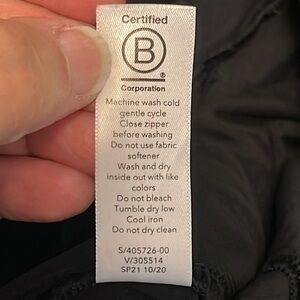 Certified
B
®
Corporation
Machine wash cold
gentle cycle
Close zipper
before washing
Do not use fabric
softener
Wash and dry
inside out with like
colors
Do not bleach
Tumble dry low
Cool iron
Do not dry clean
S/405726-00
V/305514
SP21 10/20